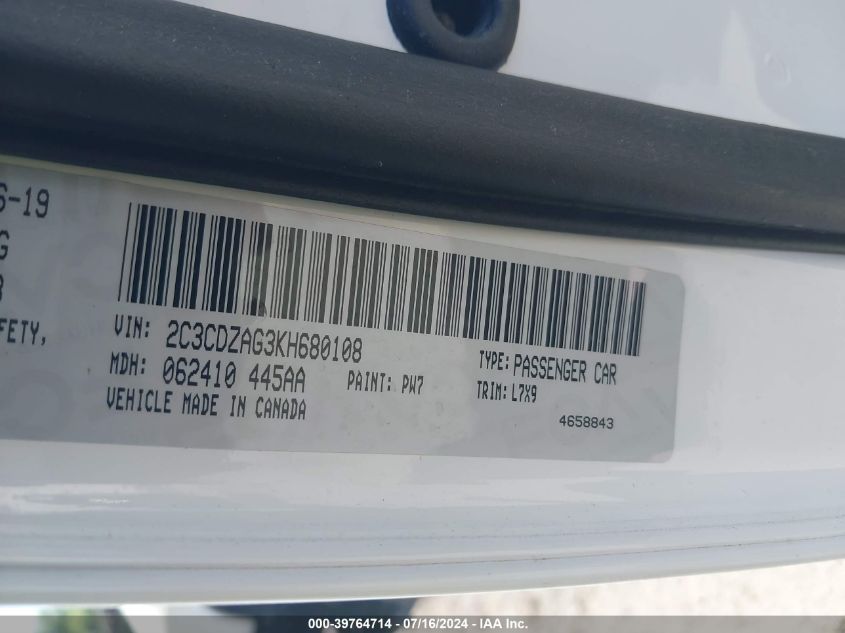 6-19
G
8
FETY,
VIN: 2C3CDZAG3KH680108
MDH: 062410 445AA
PAINT: PW7
VEHICLE MADE IN CANADA
TYPE: PASSENGER CAR
TRIM: L7X9
4658843
000-39764714 - 07/16/2024 - IAA Inc.